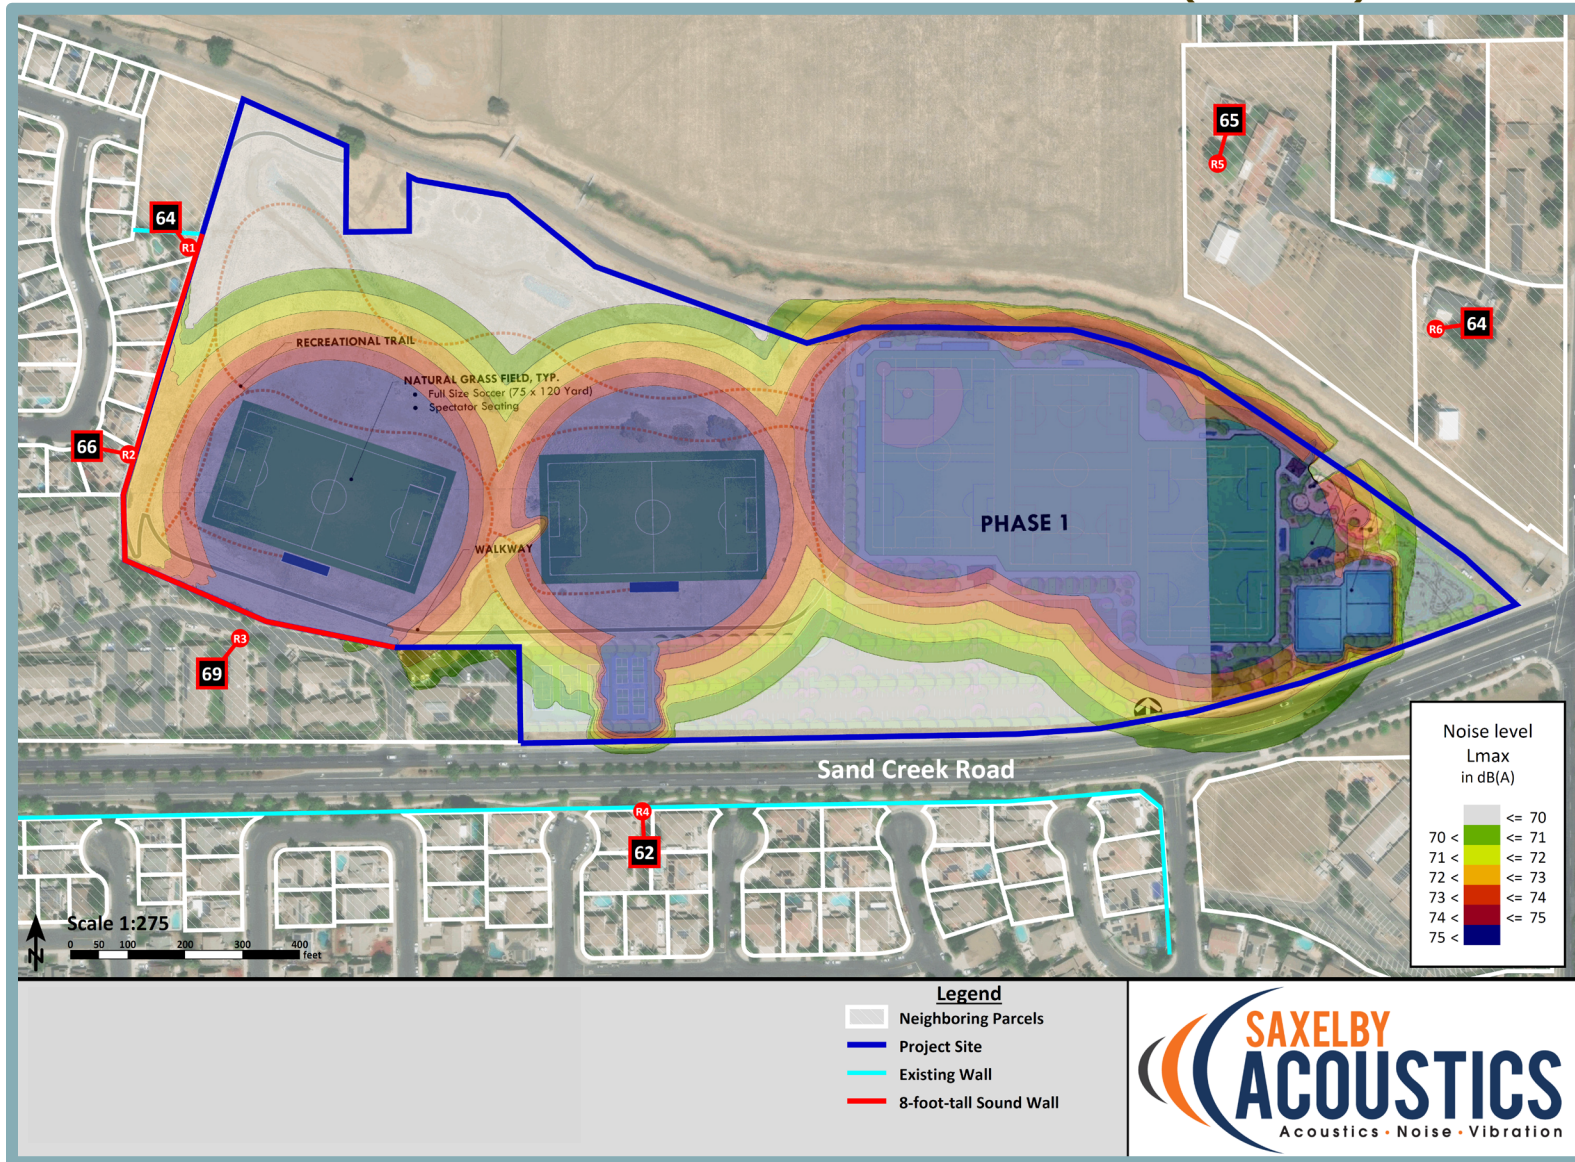 65
R5
64
R1
R6
64
RECREATIONAL TRAIL
NATURAL GRASS FIELD, TYP.
• Full Size Soccer (75 x 120 Yard)
• Spectator Seating
66
R2
PHASE 1
WALKWAY
R3
69
Sand Creek Road
R4
62
Noise level
Lmax
in dB(A)
<= 70
70 < <= 71
71 < <= 72
72 < <= 73
73 < <= 74
74 < <= 75
75 <
Scale 1:275
0 50 100 200 300 400
feet
N
Legend
Neighboring Parcels
Project Site
Existing Wall
8-foot-tall Sound Wall
SAXELBY
ACOUSTICS
Acoustics · Noise · Vibration